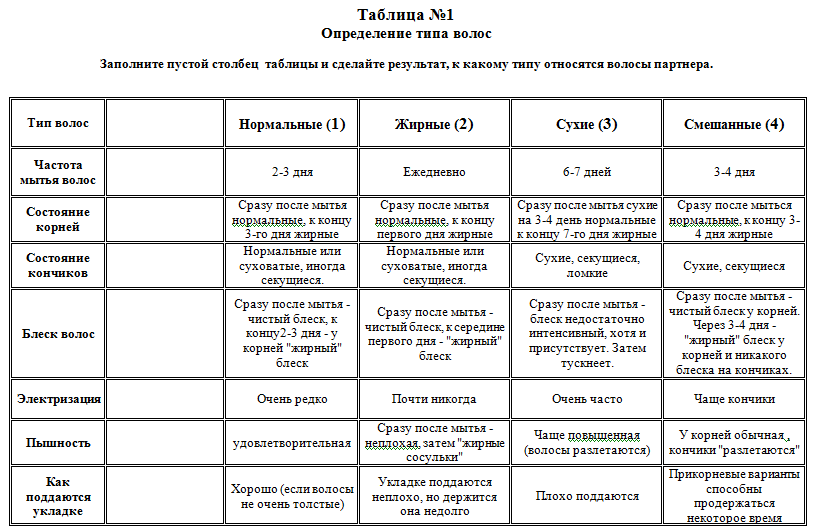 Таблица №1
Определение типа волос
Заполните пустой столбец таблицы и сделайте результат, к какому типу относятся волосы партнера.
Тип волос
Нормальные (1)
Жирные (2)
Сухие (3)
Смешанные (4)
Частота
мытья волос
2-3 дня
Ежедневно
6-7 дней
3-4 дня
Состояние
корней
Сразу после мытья
нормальные, к концу
3-го дня жирные
Сразу после мытья
нормальные, к концу
первого дня жирные
Сразу после мытья сухие
на 3-4 день нормальные
к концу 7-го дня жирные
Сразу после мыться
нормальные, к концу 3-
4 дня жирные
Состояние
кончиков
Нормальные или
суховатые, иногда
секущиеся.
Нормальные или
суховатые, иногда
секущиеся.
Сухие, секущиеся,
ломкие
Сухие, секущиеся
Блеск волос
Сразу после мытья -
чистый блеск, к
концу2-3 дня - у
корней "жирный"
блеск
Сразу после мытья -
чистый блеск, к середине
первого дня - "жирный"
блеск
Сразу после мытья -
блеск недостаточно
интенсивный, хотя и
присутствует. Затем
тускнеет.
Сразу после мытья -
чистый блеск у корней.
Через 3-4 дня -
"жирный" блеск у
корней и никакого
блеска на кончиках.
Электризация
Очень редко
Почти никогда
Очень часто
Чаще кончики
Пышность
удовлетворительная
Сразу после мытья -
неплохая, затем "жирные
сосульки"
Чаще повышенная
(волосы разлетаются)
У корней обычная.,
кончики "разлетаются"
Как
поддаются
укладке
Хорошо (если волосы
не очень толстые)
Укладке поддаются
неплохо, но держится
она недолго
Плохо поддаются
Прикорневые варианты
способны
продержаться
некоторое время